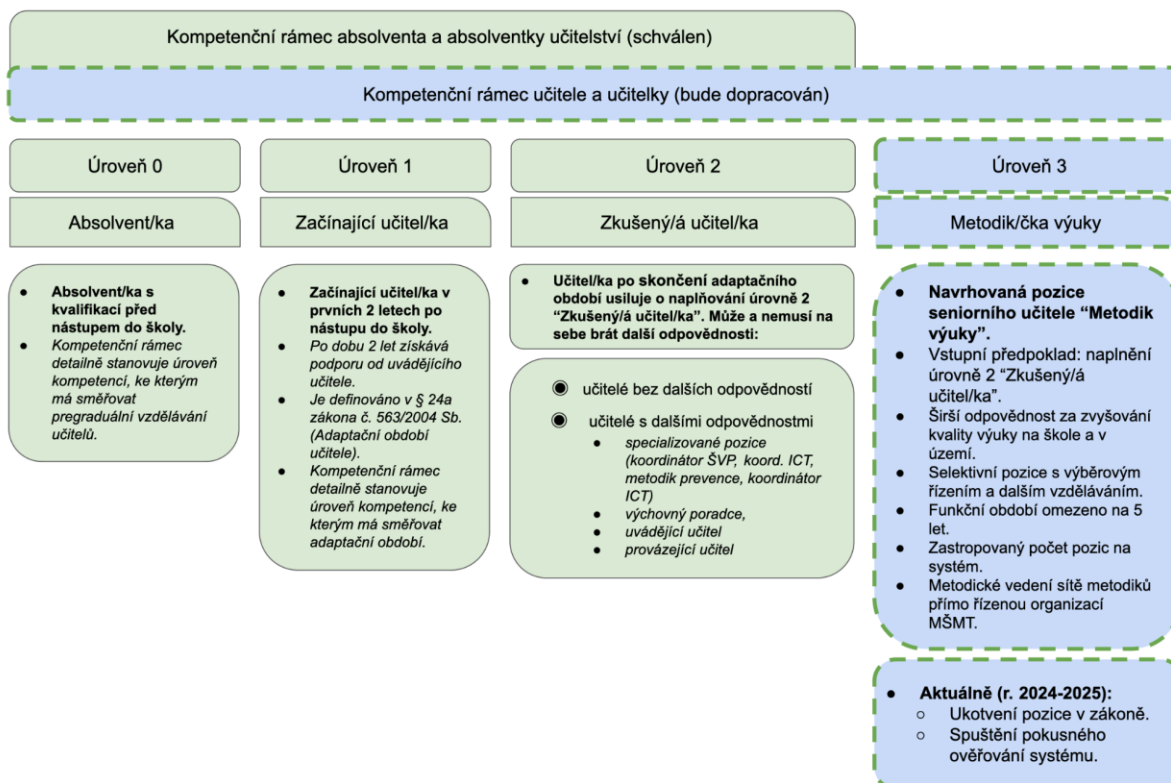 Kompetenční rámec absolventa a absolventky učitelství (schválen)
Kompetenční rámec učitele a učitelky (bude dopracován)
Úroveň 0
Absolvent/ka
● Absolvent/ka s
kvalifikací před
nástupem do školy.
● Kompetenční rámec
detailně stanovuje úroveň
kompetencí, ke kterým
má směřovat
pregraduální vzdělávání
učitelů.
Úroveň 1
Začínající učitel/ka
● Začínající učitel/ka v
prvních 2 letech po
nástupu do školy.
● Po dobu 2 let získává
podporu od uvádějícího
učitele.
● Je definováno v § 24a
zákona č. 563/2004 Sb.
(Adaptační období
učitele).
● Kompetenční rámec
detailně stanovuje
úroveň kompetencí, ke
kterým má směřovat
adaptační období.
Úroveň 2
Zkušený/á učitel/ka
● Učitel/ka po skončení adaptačního
období usiluje o naplňování úrovně 2
“Zkušený/á učitel/ka”. Může a nemusí na
sebe brát další odpovědnosti:
◉ učitelé bez dalších odpovědností
◉ učitelé s dalšími odpovědnostmi
● specializované pozice
(koordinátor ŠVP, koord. ICT,
metodik prevence, koordinátor
ICT)
● výchovný poradce,
● uvádějící učitel
● provázející učitel
Úroveň 3
Metodik/čka výuky
● Navrhovaná pozice
seniorního učitele “Metodik
výuky”.
● Vstupní předpoklad: naplnění
úrovně 2 “Zkušený/á
učitel/ka”.
● Širší odpovědnost za zvyšování
kvality výuky na škole a v
území.
● Selektivní pozice s výběrovým
řízením a dalším vzděláváním.
● Funkční období omezeno na 5
let.
● Zastropovaný počet pozic na
systém.
● Metodické vedení sítě metodiků
přímo řízenou organizací
MŠMT.
● Aktuálně (r. 2024-2025):
○ Ukotvení pozice v zákoně.
○ Spuštění pokusného
ověřování systému.